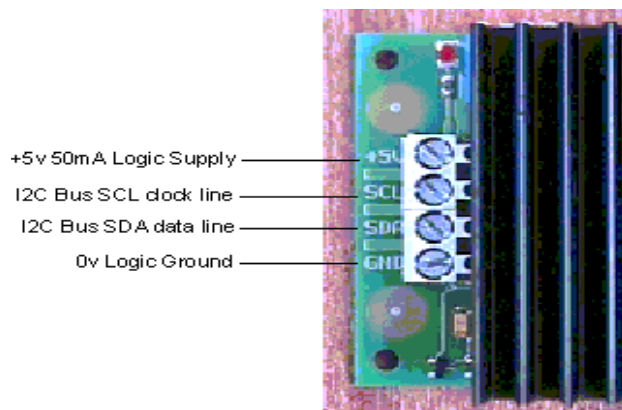 +5v 50mA Logic Supply
+5V
I2C Bus SCL clock line
SCL
I2C Bus SDA data line
SDA
0v Logic Ground
GND